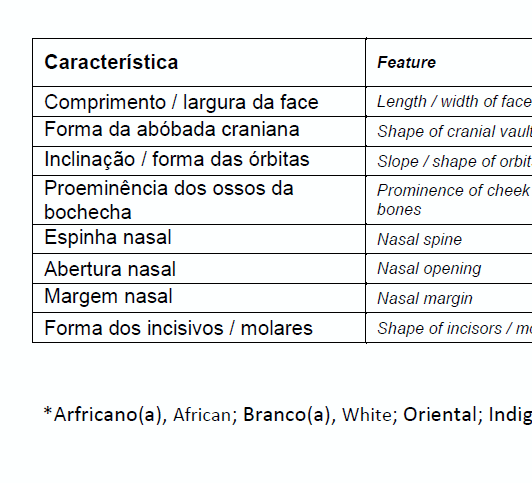 Característica Feature
Comprimento / largura da face Length / width of face
Forma da abóbada craniana Shape of cranial vault
Inclinação / forma das órbitas Slope / shape of orbit
Proeminência dos ossos da Prominence of cheek
bochecha bones
Espinha nasal Nasal spine
Abertura nasal Nasal opening
Margem nasal Nasal margin
Forma dos incisivos / molares Shape of incisors / mo
*Arfricano(a), African; Branco(a), White; Oriental; Indig